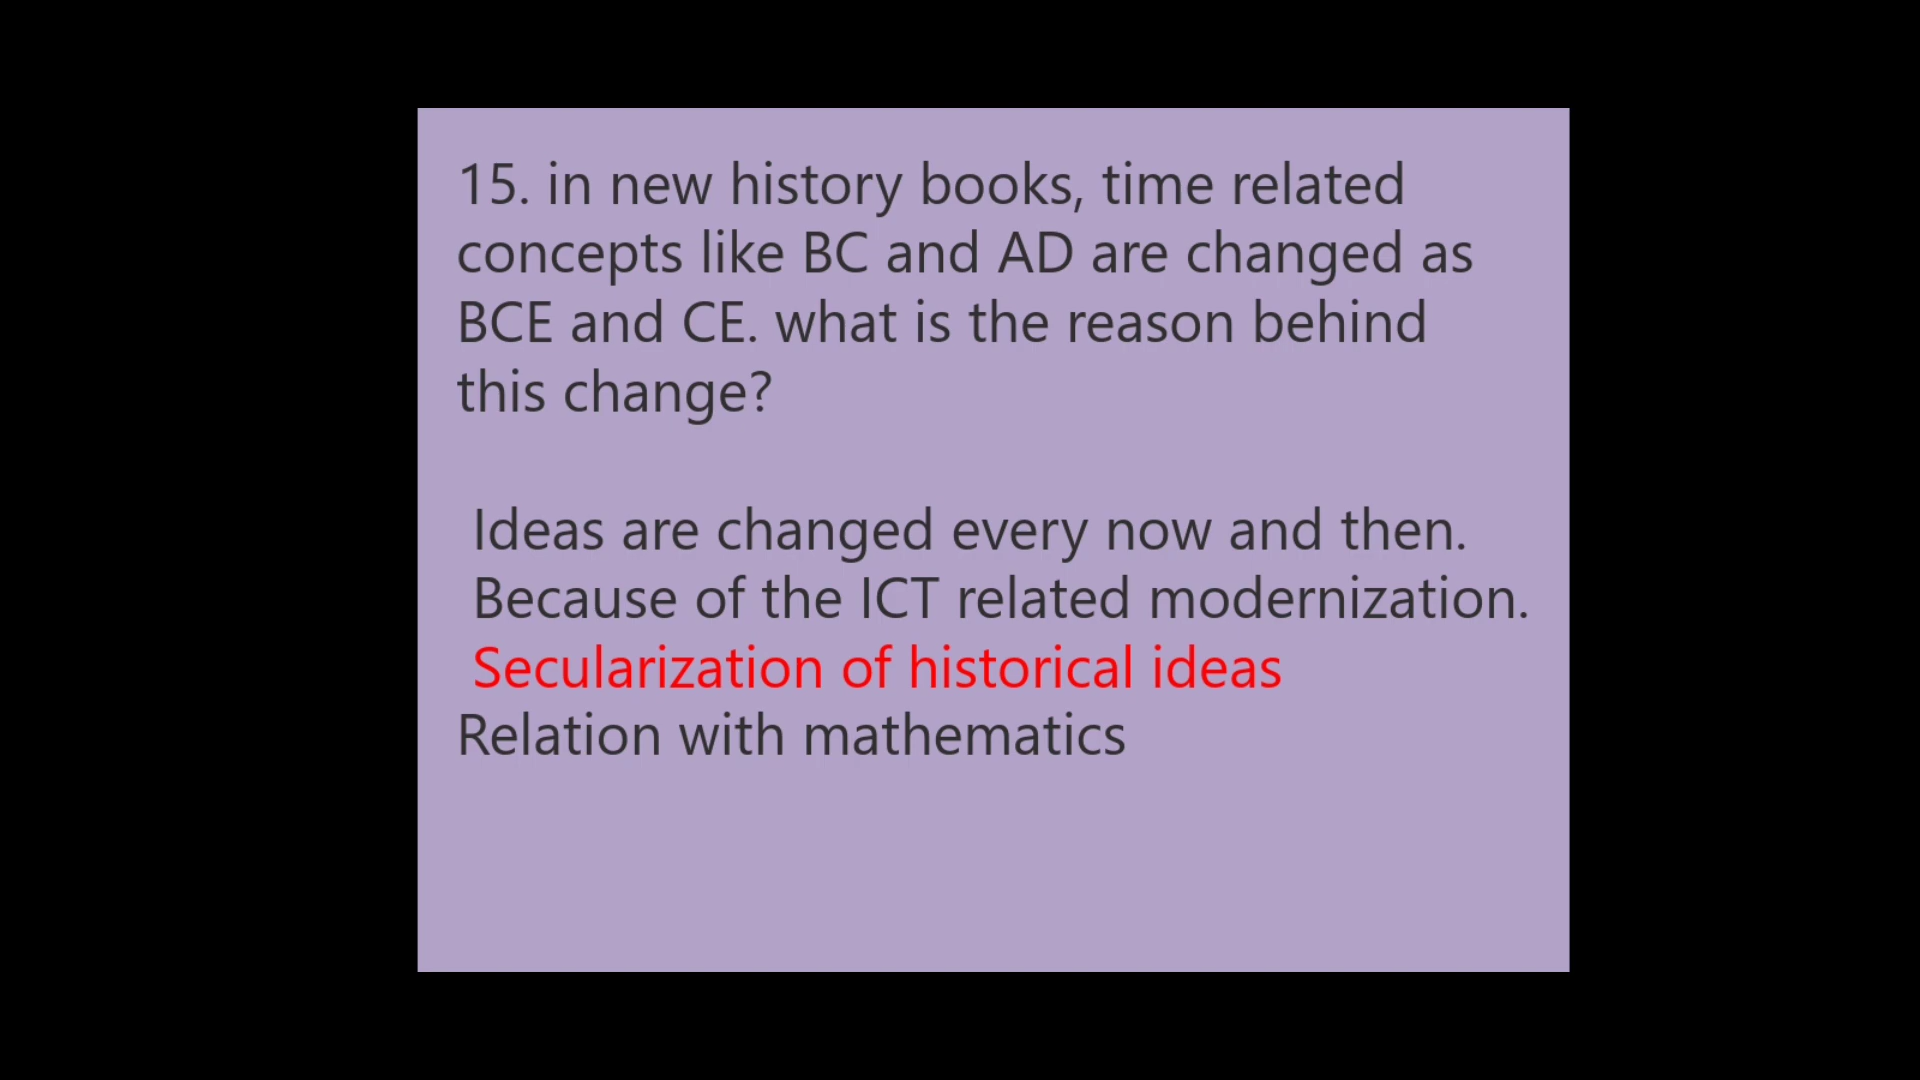 15. in new history books, time related
concepts like BC and AD are changed as
BCE and CE. what is the reason behind
this change?
Ideas are changed every now and then.
Because of the ICT related modernization.
Secularization of historical ideas
Relation with mathematics